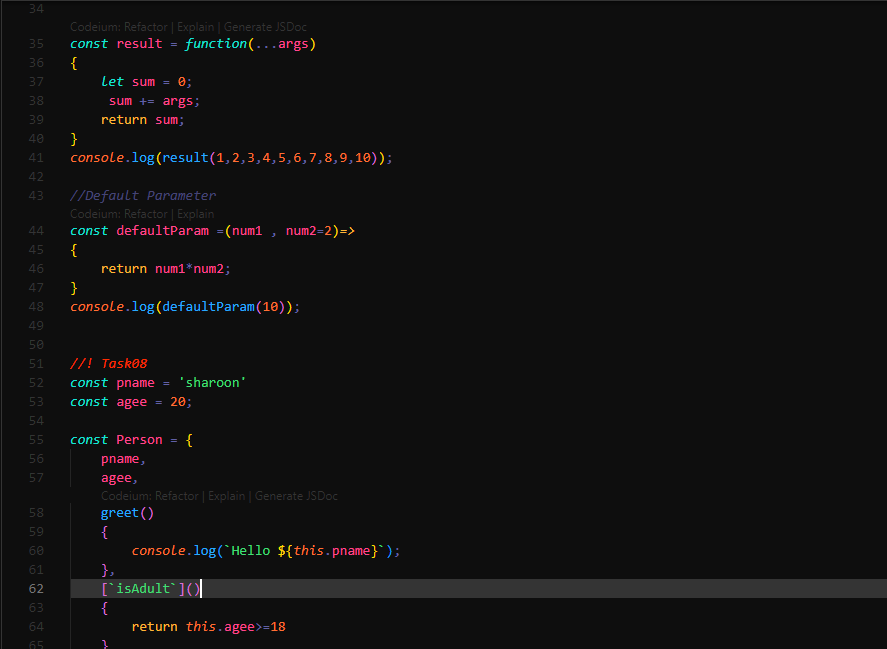 34
Codeium: Refactor | Explain | Generate JSDoc
35 const result = function(...args)
36 {
37 let sum = 0;
38 sum += args;
39 return sum;
40 }
41 console.log(result(1,2,3,4,5,6,7,8,9,10));
42
43 //Default Parameter
Codeium: Refactor | Explain
44 const defaultParam =(num1 , num2=2)=>
45 {
46 return num1*num2;
47 }
48 console.log(defaultParam(10));
49
50
51 //! Task08
52 const pname = 'sharoon'
53 const agee = 20;
54
55 const Person = {
56 pname,
57 agee,
Codeium: Refactor | Explain | Generate JSDoc
58 greet()
59 {
60 console.log(`Hello ${this.pname}`);
61 },
62 [`isAdult`]()
63 {
64 return this.agee>=18
65 }